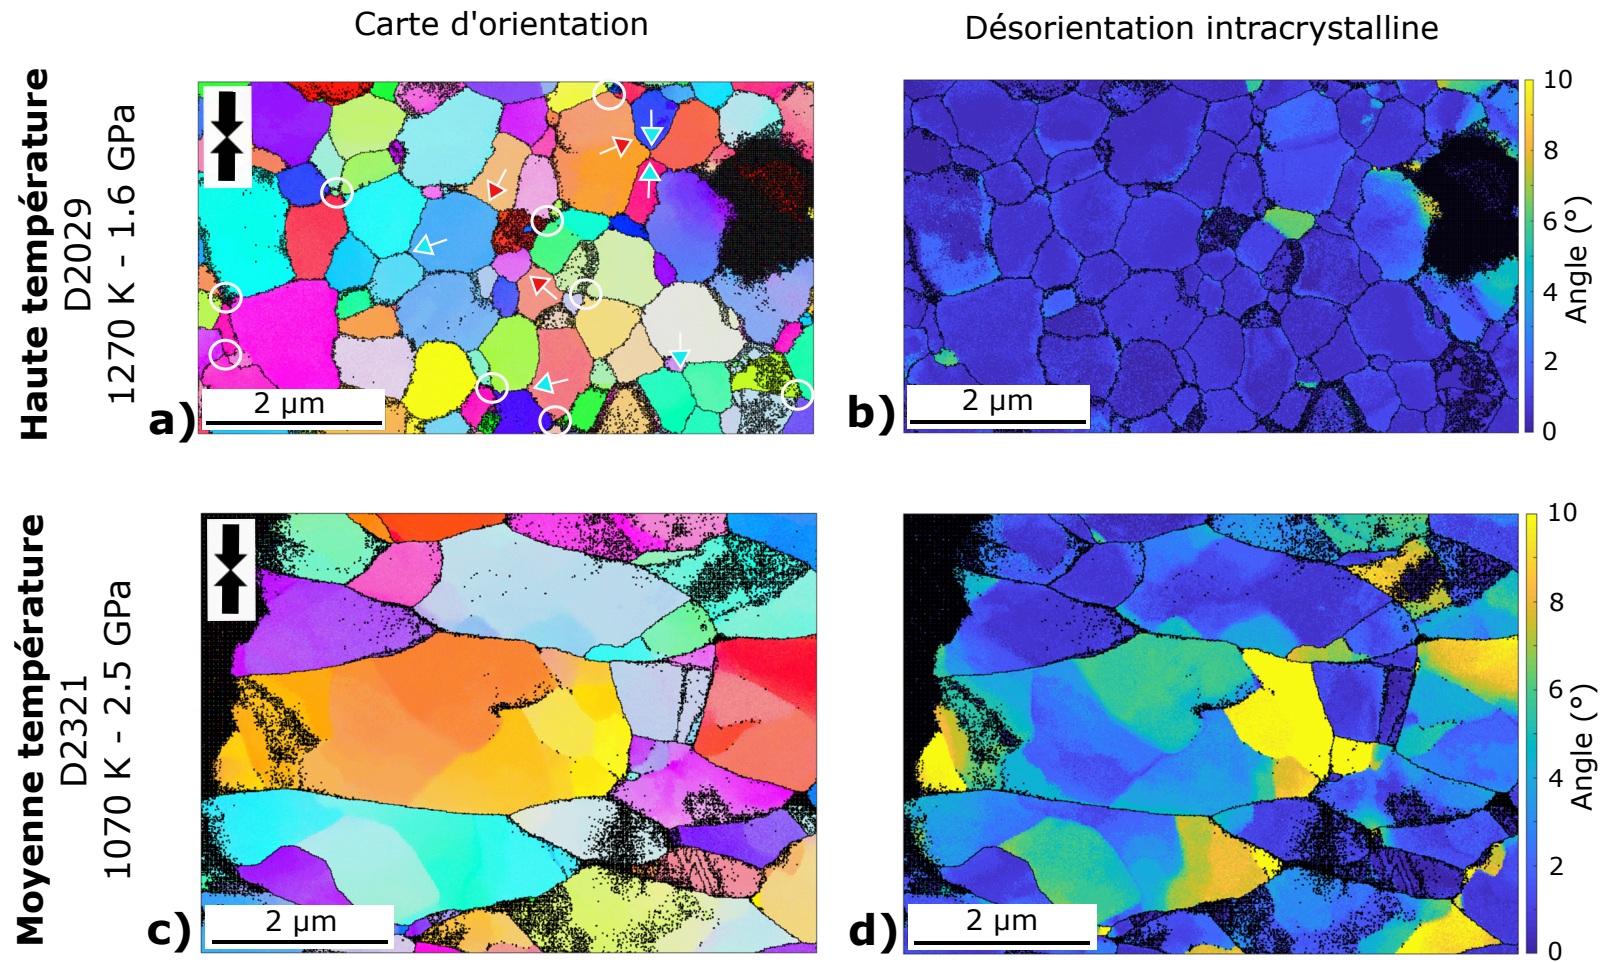 Carte d'orientation
Désorientation intracrystalline
Haute température
D2029
1270 K - 1.6 GPa
2 µm
a)
2 µm
b)
10
8
6
4
2
0
Angle (°)
Moyenne température
D2321
1070 K - 2.5 GPa
2 µm
c)
2 µm
d)
10
8
6
4
2
0
Angle (°)